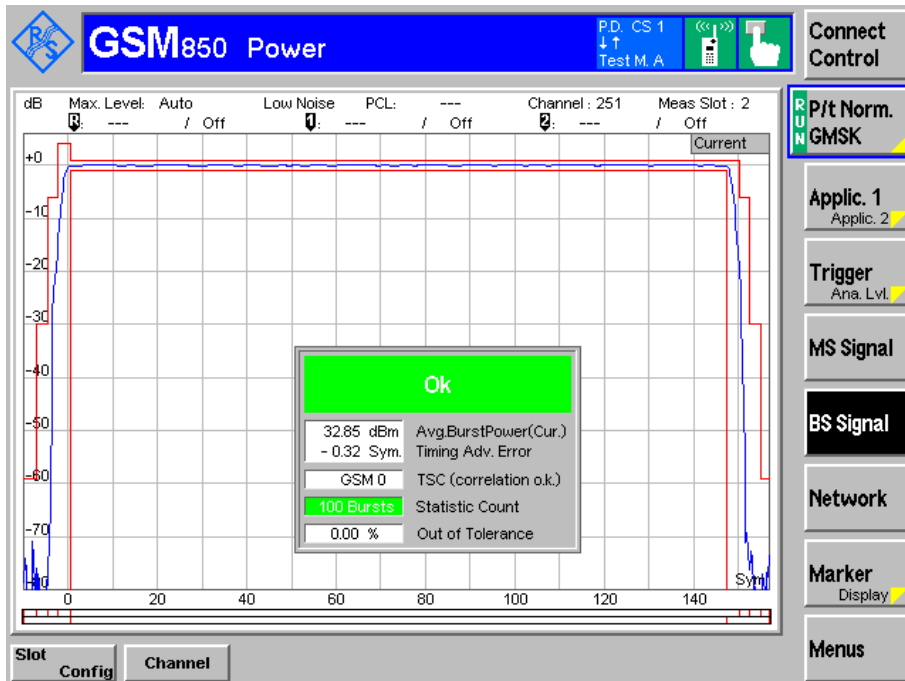 R&S
GSM850 Power
P.D. CS 1
Test M. A
Connect Control
dB Max. Level: Auto Low Noise PCL: --- Channel : 251 Meas Slot : 2
R: --- / Off 1: --- / Off 2: --- / Off
Current
+0
-10
-20
-30
-40
-50
-60
-70
Sym
0 20 40 60 80 100 120 140
Ok
32.85 dBm Avg.BurstPower(Cur.)
- 0.32 Sym. Timing Adv. Error
GSM 0 TSC (correlation o.k.)
100 Bursts Statistic Count
0.00 % Out of Tolerance
RUN
P/t Norm.
GMSK
Applic. 1
Applic. 2
Trigger
Ana. Lvl.
MS Signal
BS Signal
Network
Marker
Display
Menus
Slot
Config
Channel